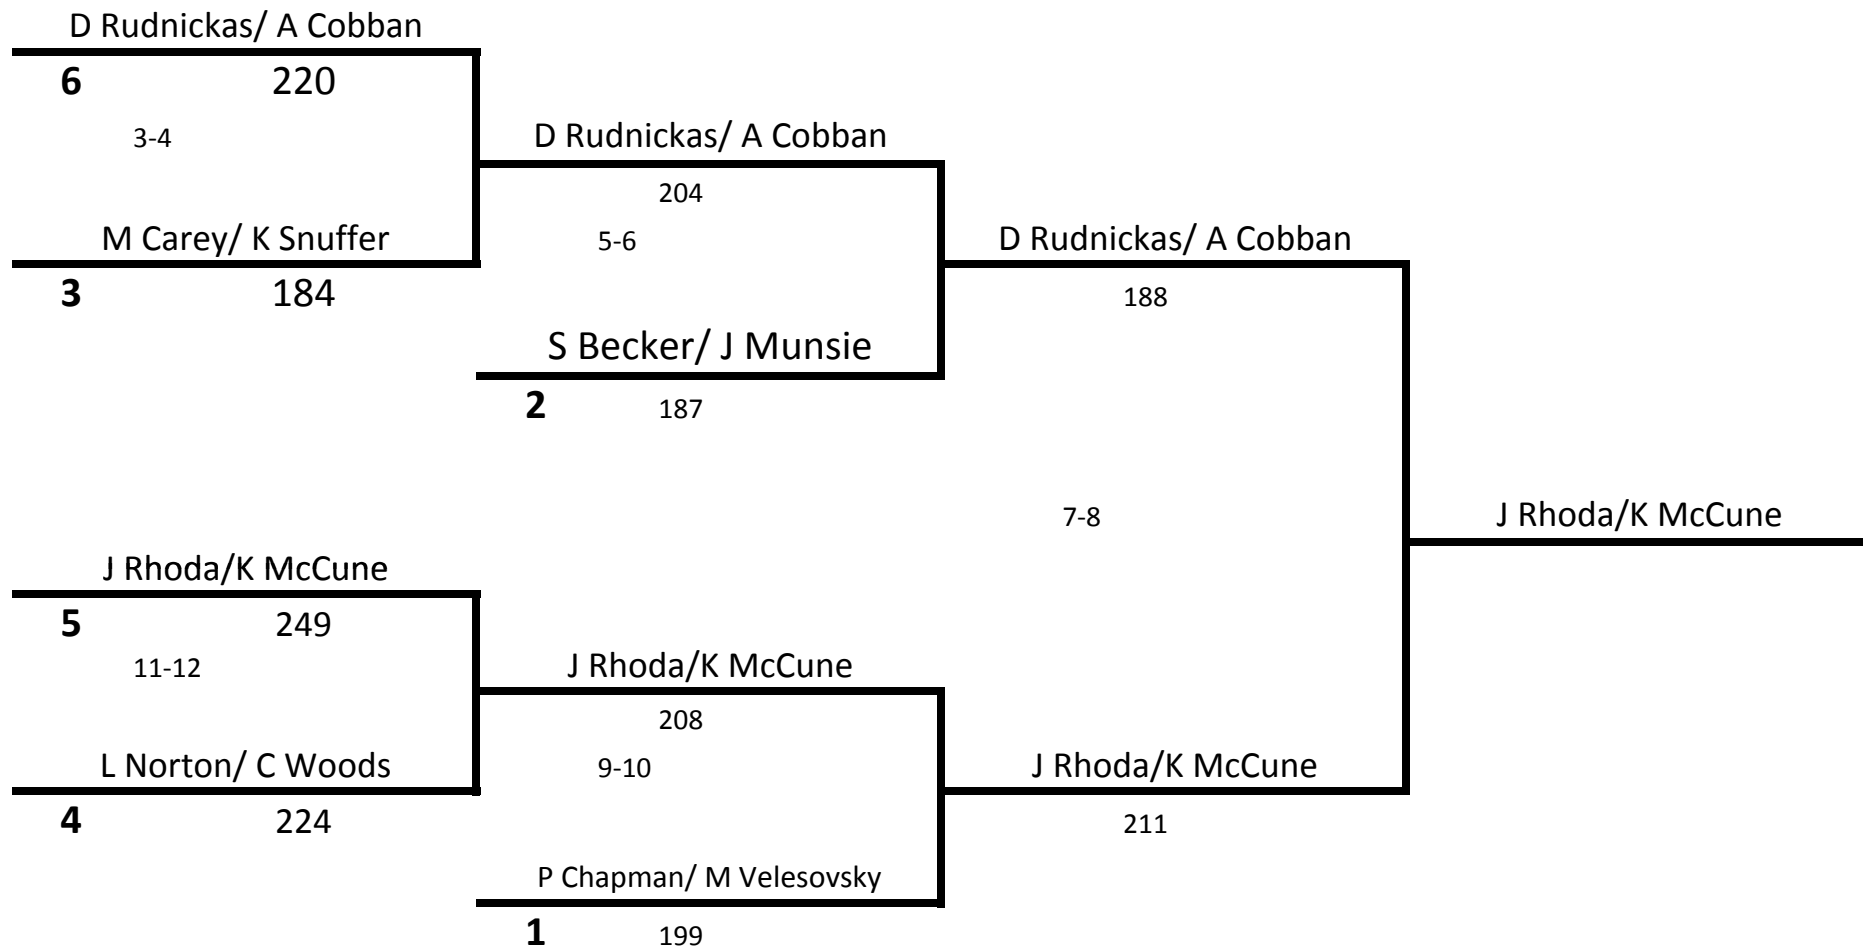 D Rudnickas/ A Cobban
6 220
3-4
D Rudnickas/ A Cobban
204
M Carey/ K Snuffer
5-6
D Rudnickas/ A Cobban
3 184
188
S Becker/ J Munsie
2 187
7-8
J Rhoda/K McCune
J Rhoda/K McCune
5 249
11-12
J Rhoda/K McCune
208
L Norton/ C Woods
9-10
J Rhoda/K McCune
4 224
211
P Chapman/ M Velesovsky
1 199